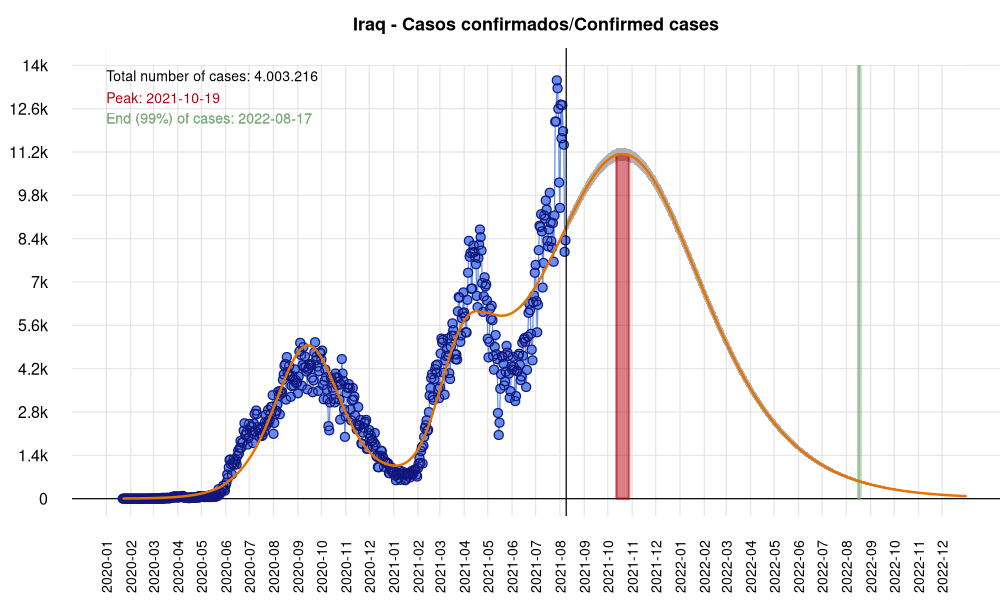 Iraq - Casos confirmados/Confirmed cases
Total number of cases: 4.003.216
Peak: 2021-10-19
End (99%) of cases: 2022-08-17
14k
12.6k
11.2k
9.8k
8.4k
7k
5.6k
4.2k
2.8k
1.4k
0
2020-01
2020-02
2020-03
2020-04
2020-05
2020-06
2020-07
2020-08
2020-09
2020-10
2020-11
2020-12
2021-01
2021-02
2021-03
2021-04
2021-05
2021-06
2021-07
2021-08
2021-09
2021-10
2021-11
2021-12
2022-01
2022-02
2022-03
2022-04
2022-05
2022-06
2022-07
2022-08
2022-09
2022-10
2022-11
2022-12